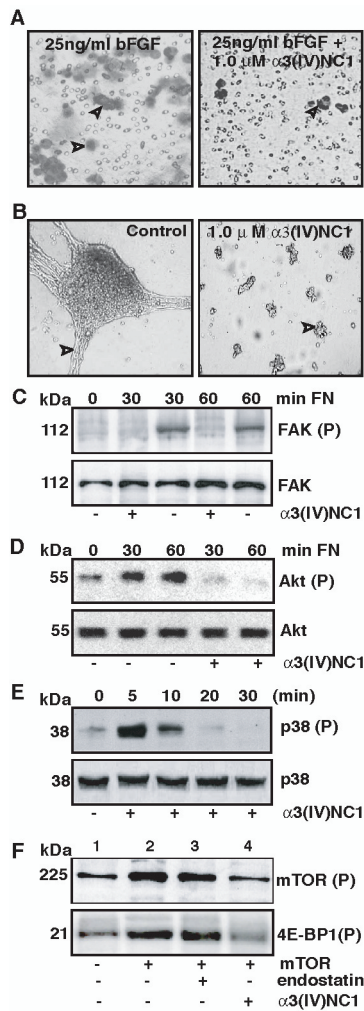 A
25ng/ml bFGF
25ng/ml bFGF +
1.0 μM α3(IV)NC1
B
Control
1.0 μ M α3(IV)NC1
C kDa 0 30 30 60 60 min FN
112 FAK (P)
112 FAK
- + - + - α3(IV)NC1
D kDa 0 30 60 30 60 min FN
55 Akt (P)
55 Akt
- - - + + α3(IV)NC1
E kDa 0 5 10 20 30 (min)
38 p38 (P)
38 p38
- + + + + α3(IV)NC1
F kDa 1 2 3 4
225 mTOR (P)
21 4E-BP1(P)
- + + + mTOR
+ endostatin
+ α3(IV)NC1